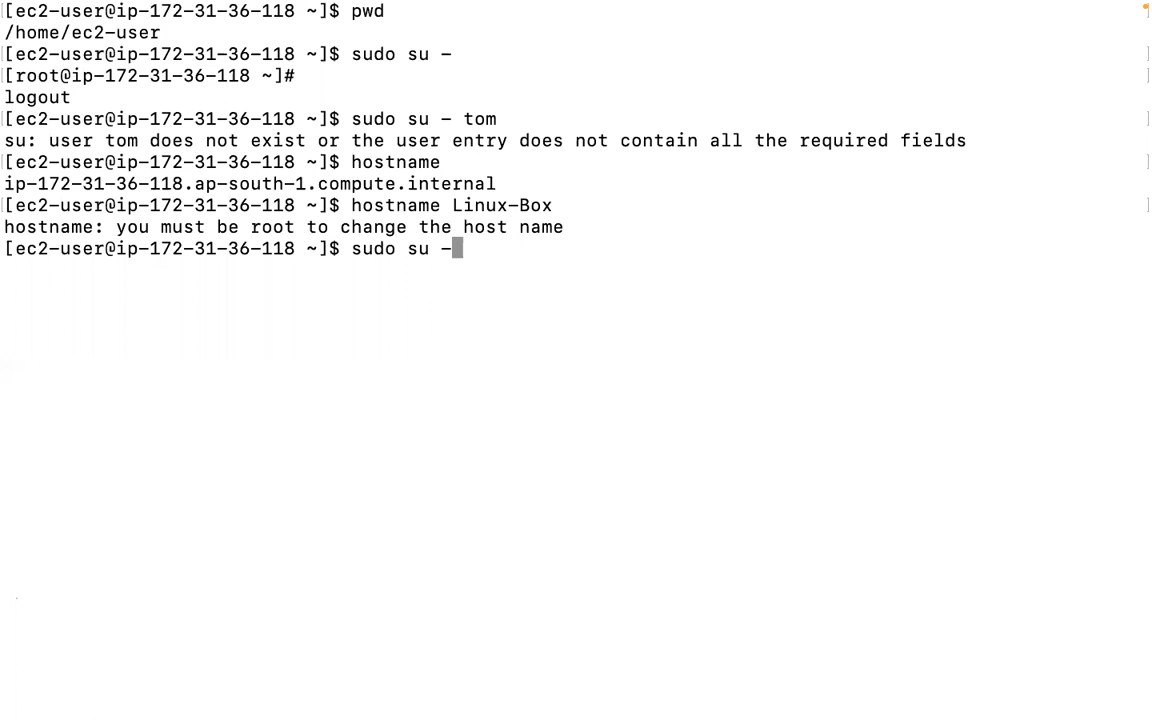 [ec2-user@ip-172-31-36-118 ~]$ pwd
/home/ec2-user
[ec2-user@ip-172-31-36-118 ~]$ sudo su -
[root@ip-172-31-36-118 ~]#
logout
[ec2-user@ip-172-31-36-118 ~]$ sudo su - tom
su: user tom does not exist or the user entry does not contain all the required fields
[ec2-user@ip-172-31-36-118 ~]$ hostname
ip-172-31-36-118.ap-south-1.compute.internal
[ec2-user@ip-172-31-36-118 ~]$ hostname Linux-Box
hostname: you must be root to change the host name
[ec2-user@ip-172-31-36-118 ~]$ sudo su -